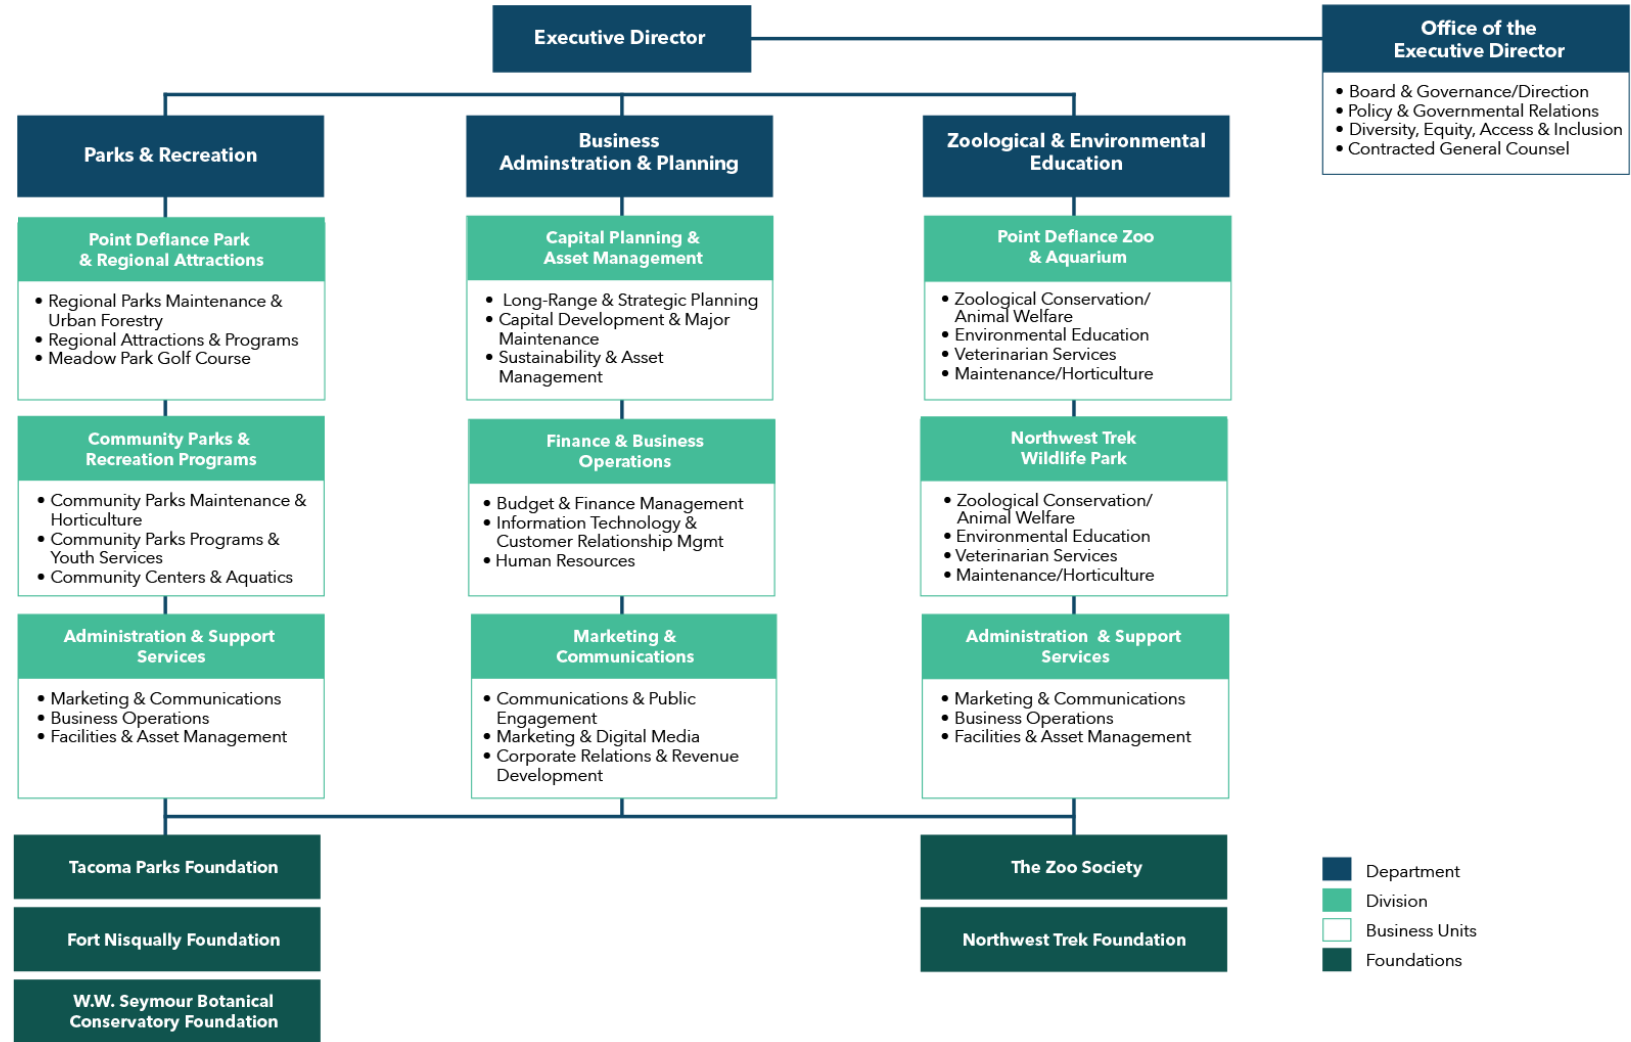 Executive Director
Office of the
Executive Director
• Board & Governance/Direction
• Policy & Governmental Relations
• Diversity, Equity, Access & Inclusion
• Contracted General Counsel
Parks & Recreation
Point Defiance Park
& Regional Attractions
• Regional Parks Maintenance &
Urban Forestry
• Regional Attractions & Programs
• Meadow Park Golf Course
Community Parks &
Recreation Programs
• Community Parks Maintenance &
Horticulture
• Community Parks Programs &
Youth Services
• Community Centers & Aquatics
Administration & Support
Services
• Marketing & Communications
• Business Operations
• Facilities & Asset Management
Business
Adminstration & Planning
Capital Planning &
Asset Management
• Long-Range & Strategic Planning
• Capital Development & Major
Maintenance
• Sustainability & Asset
Management
Finance & Business
Operations
• Budget & Finance Management
• Information Technology &
Customer Relationship Mgmt
• Human Resources
Marketing &
Communications
• Communications & Public
Engagement
• Marketing & Digital Media
• Corporate Relations & Revenue
Development
Zoological & Environmental
Education
Point Defiance Zoo
& Aquarium
• Zoological Conservation/
Animal Welfare
• Environmental Education
• Veterinarian Services
• Maintenance/Horticulture
Northwest Trek
Wildlife Park
• Zoological Conservation/
Animal Welfare
• Environmental Education
• Veterinarian Services
• Maintenance/Horticulture
Administration & Support
Services
• Marketing & Communications
• Business Operations
• Facilities & Asset Management
Tacoma Parks Foundation
Fort Nisqually Foundation
W.W. Seymour Botanical
Conservatory Foundation
The Zoo Society
Northwest Trek Foundation
Department
Division
Business Units
Foundations